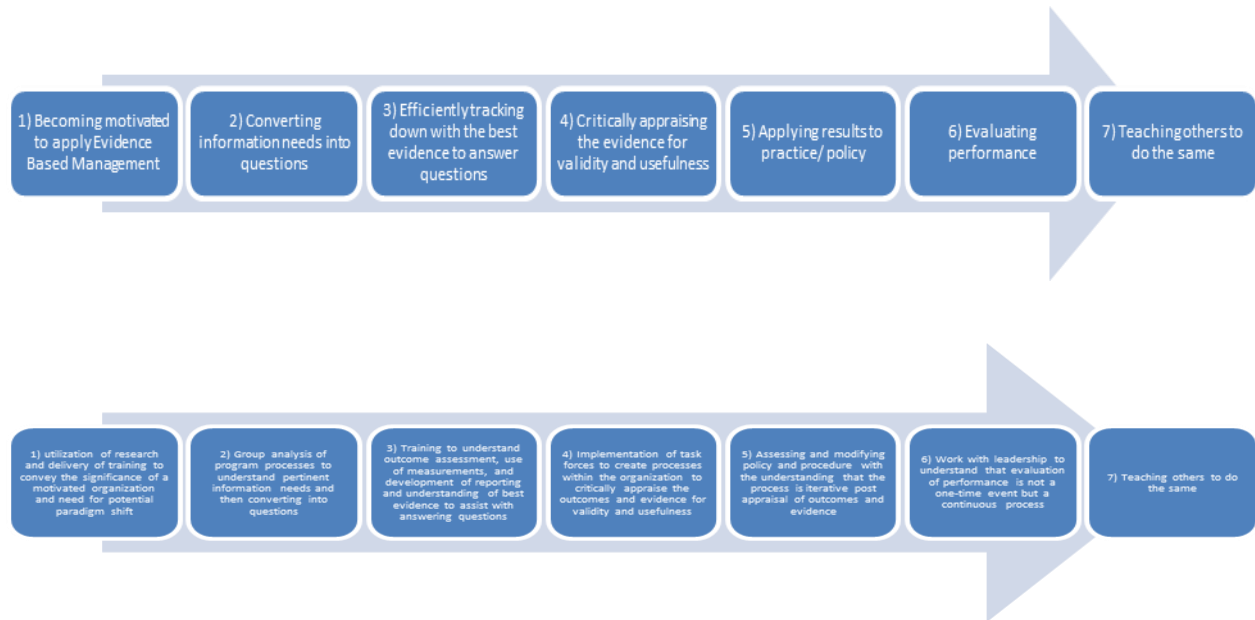 1) Becoming motivated
to apply Evidence
Based Management
2) Converting
information needs into
questions
3) Efficiently tracking
down with the best
evidence to answer
questions
4) Critically appraising
the evidence for
validity and usefulness
5) Applying results to
practice/ policy
6) Evaluating
performance
7) Teaching others to
do the same
1) utilization of research
and delivery of training to
convey the significance of a
motivated organization
and need for potential
paradigm shift
2) Group analysis of
program processes to
understand pertinent
information needs and
then converting into
questions
3) Training to understand
outcome assessment, use
of measurements, and
development of reporting
and understanding of best
evidence to assist with
answering questions
4) Implementation of task
forces to create processes
within the organization to
critically appraise the
outcomes and evidence for
validity and usefulness
5) Assessing and modifying
policy and procedure with
the understanding that the
process is iterative post
appraisal of outcomes and
evidence
6) Work with leadership to
understand that evaluation
of performance is not a
one-time event but a
continuous process
7) Teaching others to do
the same